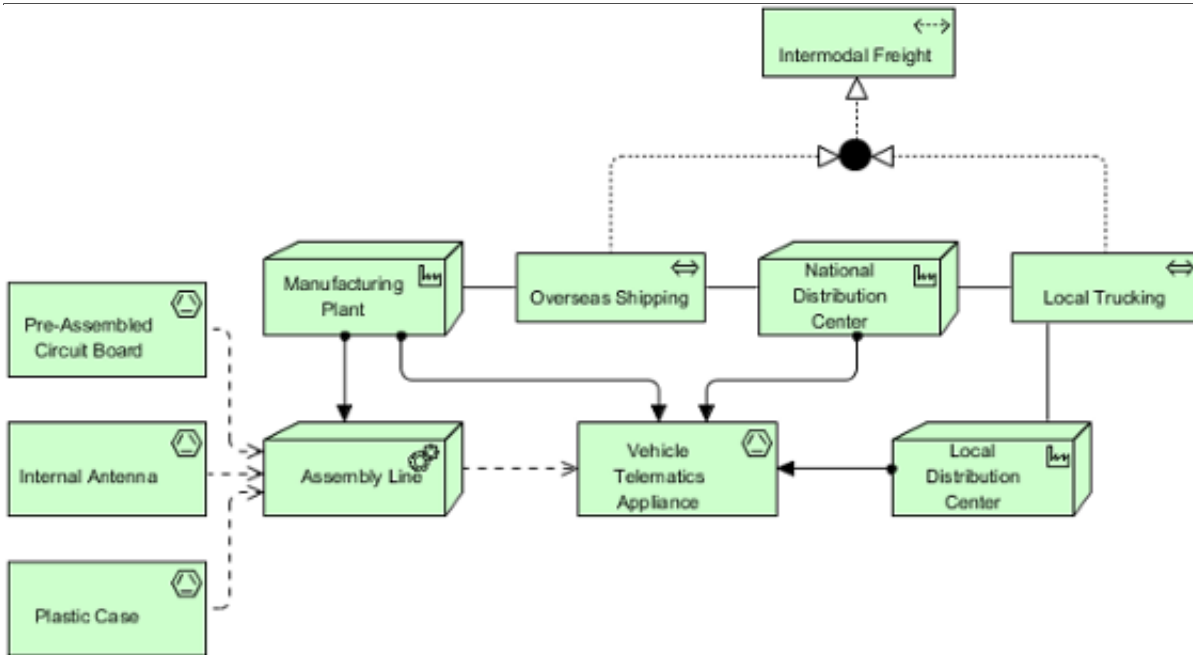 Intermodal Freight
Manufacturing
Plant
Overseas Shipping
National
Distribution
Center
Local Trucking
Pre-Assembled
Circuit Board
Internal Antenna
Assembly Line
Vehicle
Telematics
Appliance
Local
Distribution
Center
Plastic Case